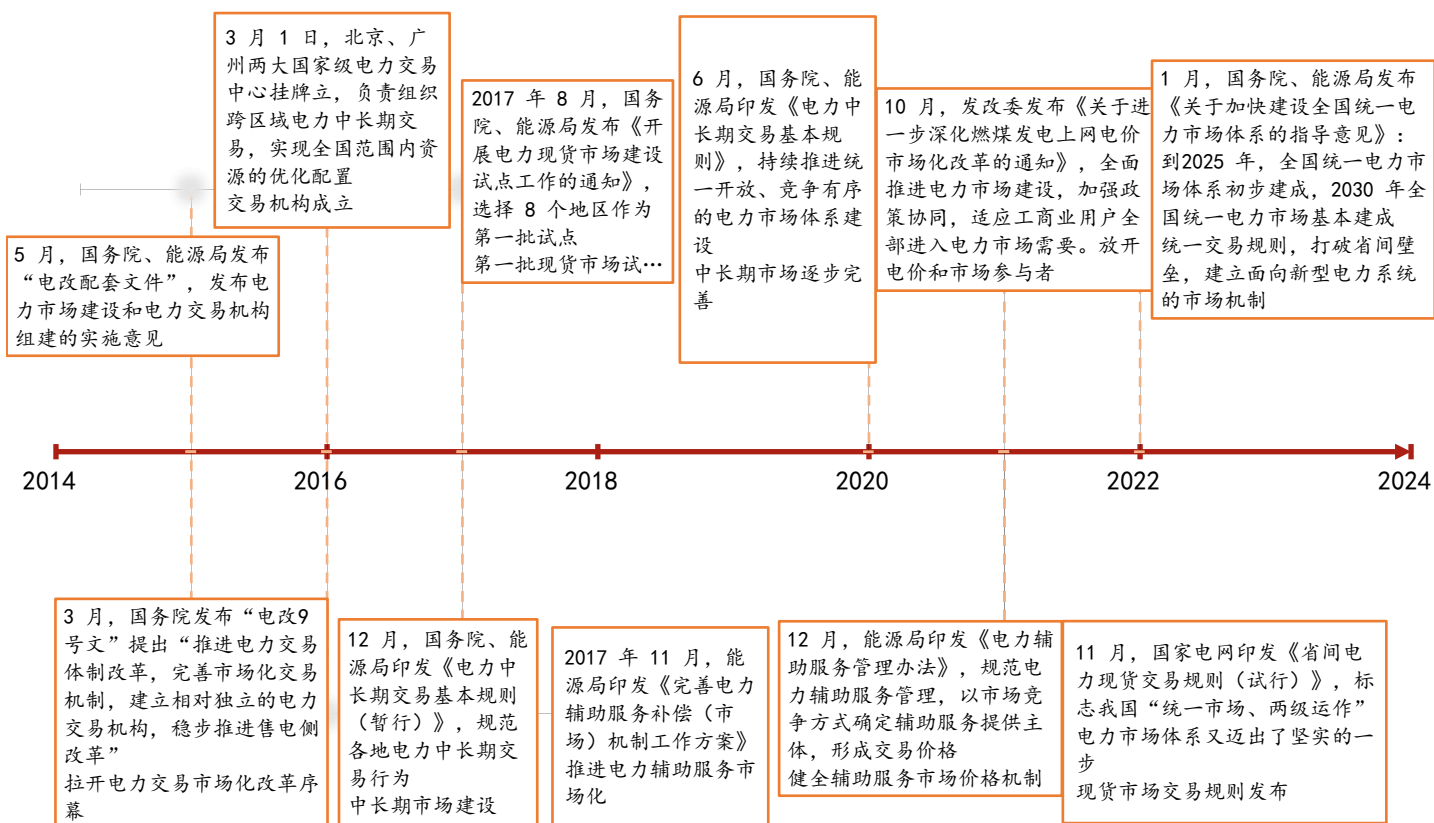 3 月 1 日，北京、广
州两大国家级电力交易
中心挂牌立，负责组织
跨区域电力中长期交
易，实现全国范围内资
源的优化配置
交易机构成立
5 月，国务院、能源局发布
“电改配套文件”，发布电
力市场建设和电力交易机构
组建的实施意见
2017 年 8 月，国务
院、能源局发布《开
展电力现货市场建设
试点工作的通知》，
选择 8 个地区作为
第一批试点
第一批现货市场试…
6 月，国务院、能
源局印发《电力中
长期交易基本规
则》，持续推进统
一开放、竞争有序
的电力市场体系建
设
中长期市场逐步完
善
10 月，发改委发布《关于进
一步深化燃煤发电上网电价
市场化改革的通知》，全面
推进电力市场建设，加强政
策协同，适应工商业用户全
部进入电力市场需要。放开
电价和市场参与者
1 月，国务院、能源局发布
《关于加快建设全国统一电
力市场体系的指导意见》：
到2025 年，全国统一电力市
场体系初步建成，2030 年全
国统一电力市场基本建成
统一交易规则，打破省间壁
垒，建立面向新型电力系统
的市场机制
2014 2016 2018 2020 2022 2024
3 月，国务院发布“电改9
号文”提出“推进电力交易
体制改革，完善市场化交易
机制，建立相对独立的电力
交易机构，稳步推进售电侧
改革”
拉开电力交易市场化改革序
幕
12 月，国务院、能
源局印发《电力中
长期交易基本规则
（暂行）》，规范
各地电力中长期交
易行为
中长期市场建设
2017 年 11 月，能
源局印发《完善电力
辅助服务补偿（市
场）机制工作方案》
推进电力辅助服务市
场化
12 月，能源局印发《电力辅
助服务管理办法》，规范电
力辅助服务管理，以市场竞
争方式确定辅助服务提供主
体，形成交易价格
健全辅助服务市场价格机制
11 月，国家电网印发《省间电
力现货交易规则（试行）》，标
志我国“统一市场、两级运作”
电力市场体系又迈出了坚实的一
步
现货市场交易规则发布